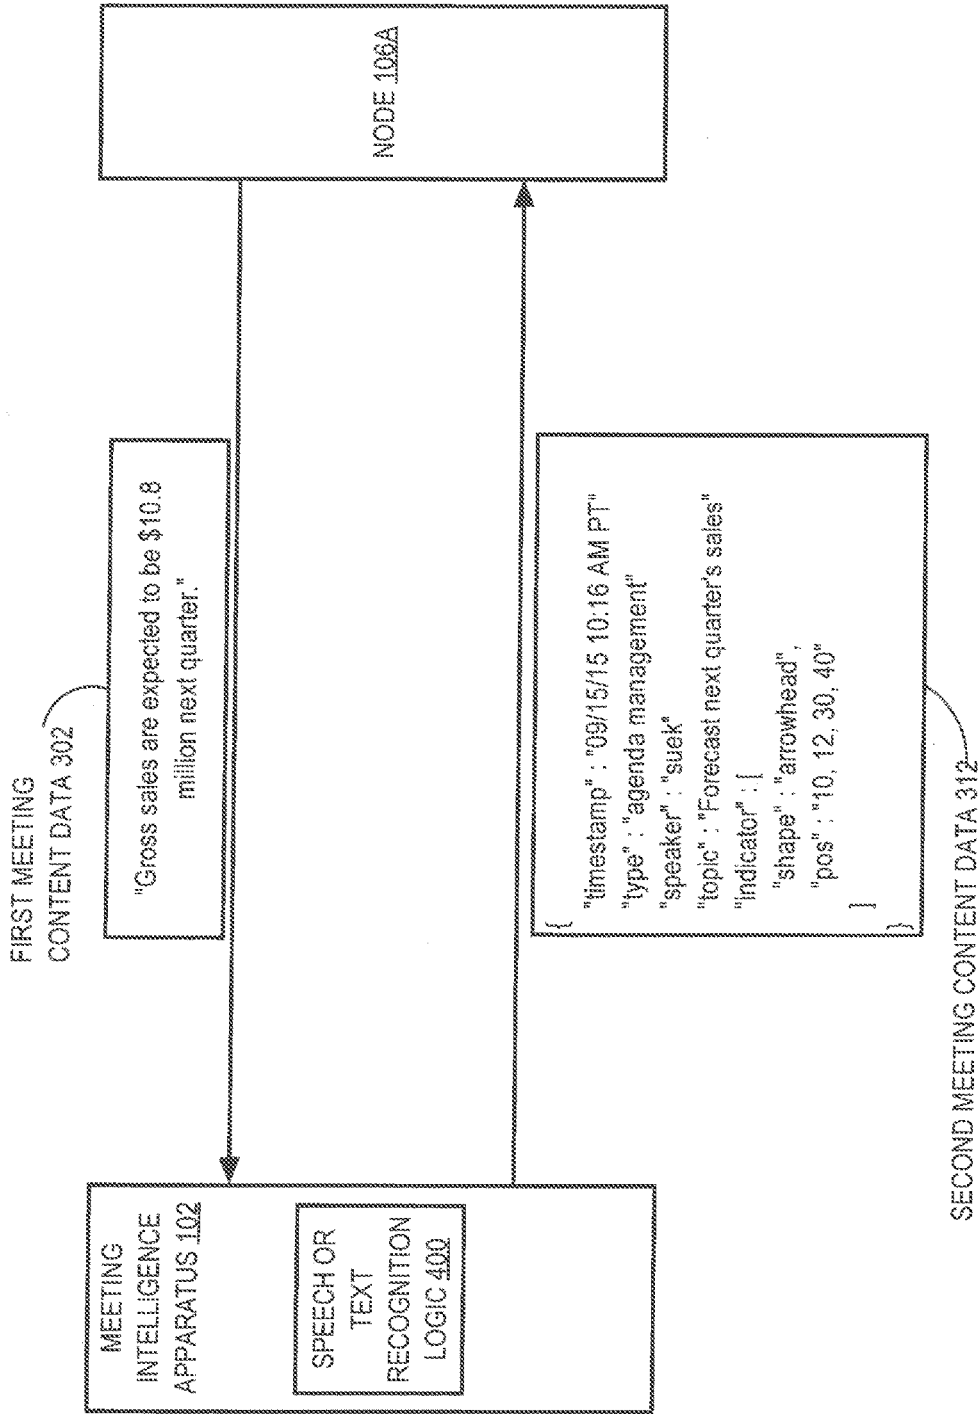 FIRST MEETING
CONTENT DATA 302
"Gross sales are expected to be $10.8
million next quarter."
MEETING
INTELLIGENCE
APPARATUS 102
SPEECH OR
TEXT
RECOGNITION
LOGIC 400
NODE 106A
{
"timestamp" : "09/15/15 10:16 AM PT"
"type" : "agenda management"
"speaker" : "suek"
"topic" : "Forecast next quarter's sales"
"indicator" : [
"shape" : "arrowhead" ,
"pos" : "10, 12, 30, 40"
]
}
SECOND MEETING CONTENT DATA 312